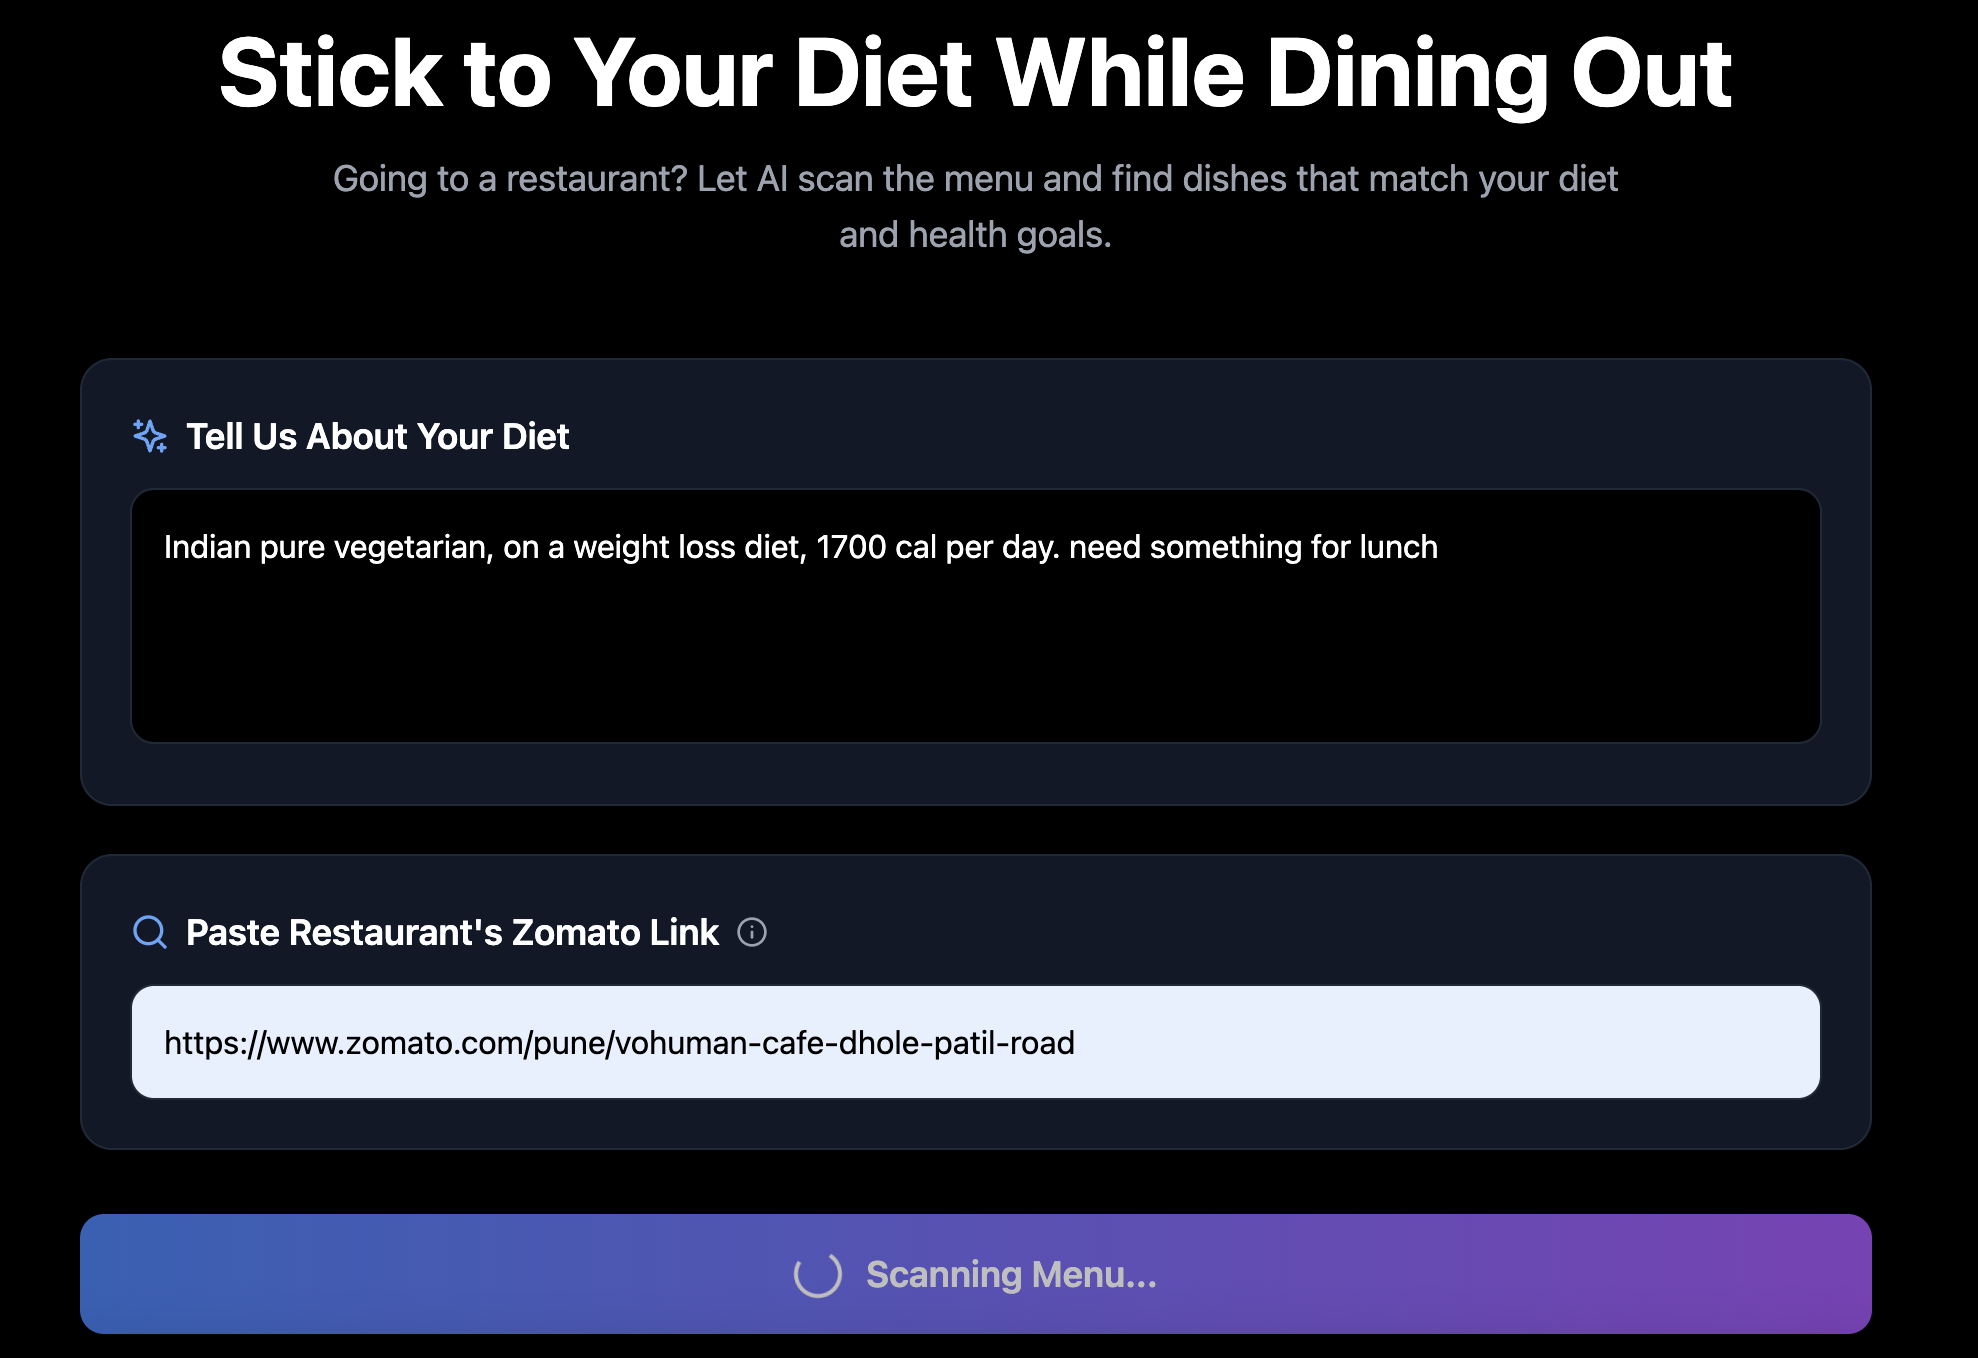 Stick to Your Diet While Dining Out
Going to a restaurant? Let AI scan the menu and find dishes that match your diet
and health goals.
Tell Us About Your Diet
Indian pure vegetarian, on a weight loss diet, 1700 cal per day. need something for lunch
Paste Restaurant's Zomato Link
https://www.zomato.com/pune/vohuman-cafe-dhole-patil-road
Scanning Menu...